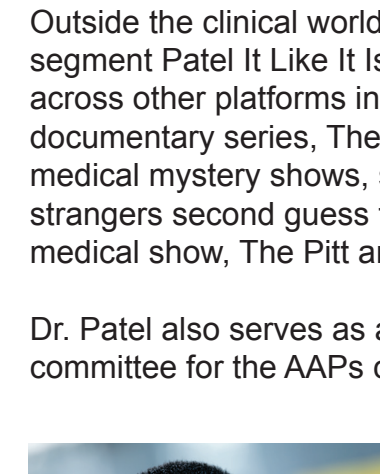 Outside the clinical world
segment Patel It Like It Is
across other platforms in
documentary series, The
medical mystery shows,
strangers second guess
medical show, The Pitt
Dr. Patel also serves as
committee for the AAPs